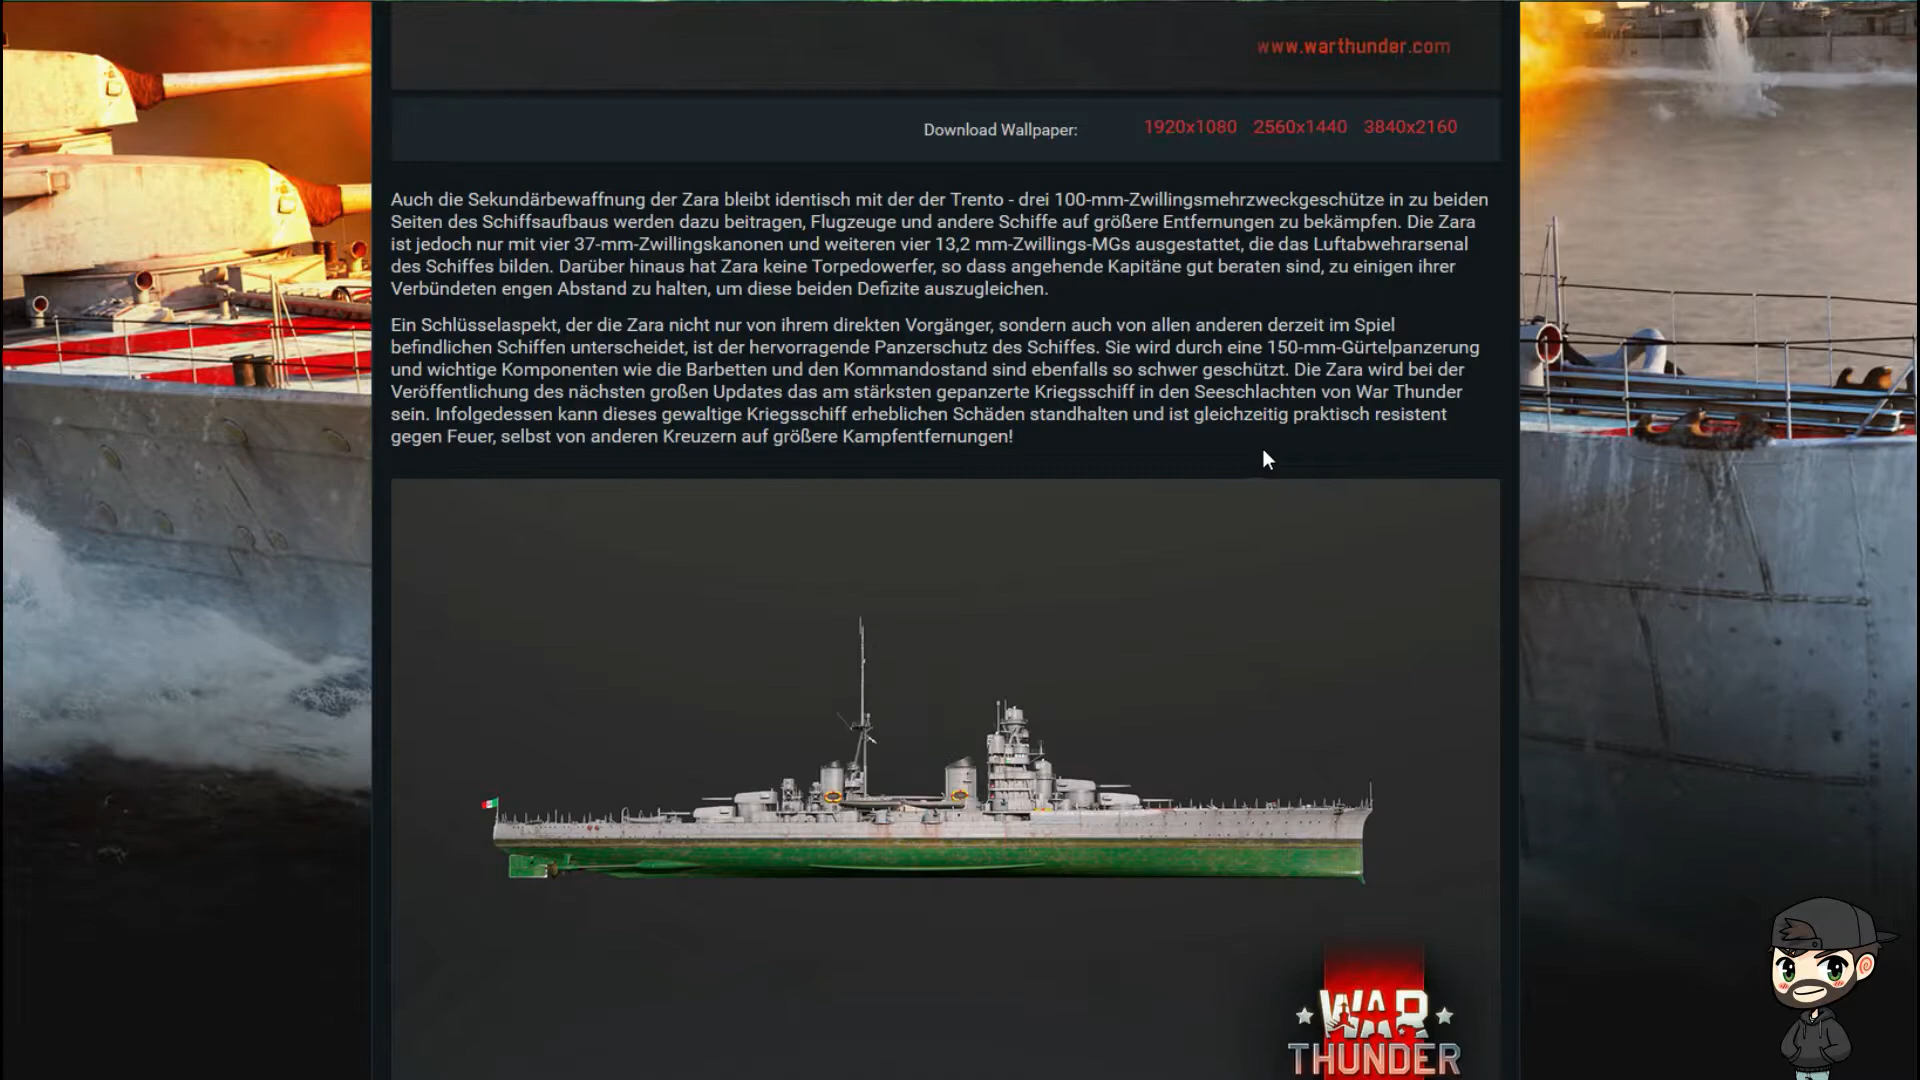 www.warthunder.com
Download Wallpaper: 1920x1080 2560x1440 3840x2160
Auch die Sekundärbewaffnung der Zara bleibt identisch mit der der Trento - drei 100-mm-Zwillingsmehrzweckgeschütze in zu beiden
Seiten des Schiffsaufbaus werden dazu beitragen, Flugzeuge und andere Schiffe auf größere Entfernungen zu bekämpfen. Die Zara
ist jedoch nur mit vier 37-mm-Zwillingskanonen und weiteren vier 13,2 mm-Zwillings-MGs ausgestattet, die das Luftabwehrarsenal
des Schiffes bilden. Darüber hinaus hat Zara keine Torpedowerfer, so dass angehende Kapitäne gut beraten sind, zu einigen ihrer
Verbündeten engen Abstand zu halten, um diese beiden Defizite auszugleichen.
Ein Schlüsselaspekt, der die Zara nicht nur von ihrem direkten Vorgänger, sondern auch von allen anderen derzeit im Spiel
befindlichen Schiffen unterscheidet, ist der hervorragende Panzerschutz des Schiffes. Sie wird durch eine 150-mm-Gürtelpanzerung
und wichtige Komponenten wie die Barbetten und den Kommandostand sind ebenfalls so schwer geschützt. Die Zara wird bei der
Veröffentlichung des nächsten großen Updates das am stärksten gepanzerte Kriegsschiff in den Seeschlachten von War Thunder
sein. Infolgedessen kann dieses gewaltige Kriegsschiff erheblichen Schäden standhalten und ist gleichzeitig praktisch resistent
gegen Feuer, selbst von anderen Kreuzern auf größere Kampfentfernungen!
WAR
THUNDER